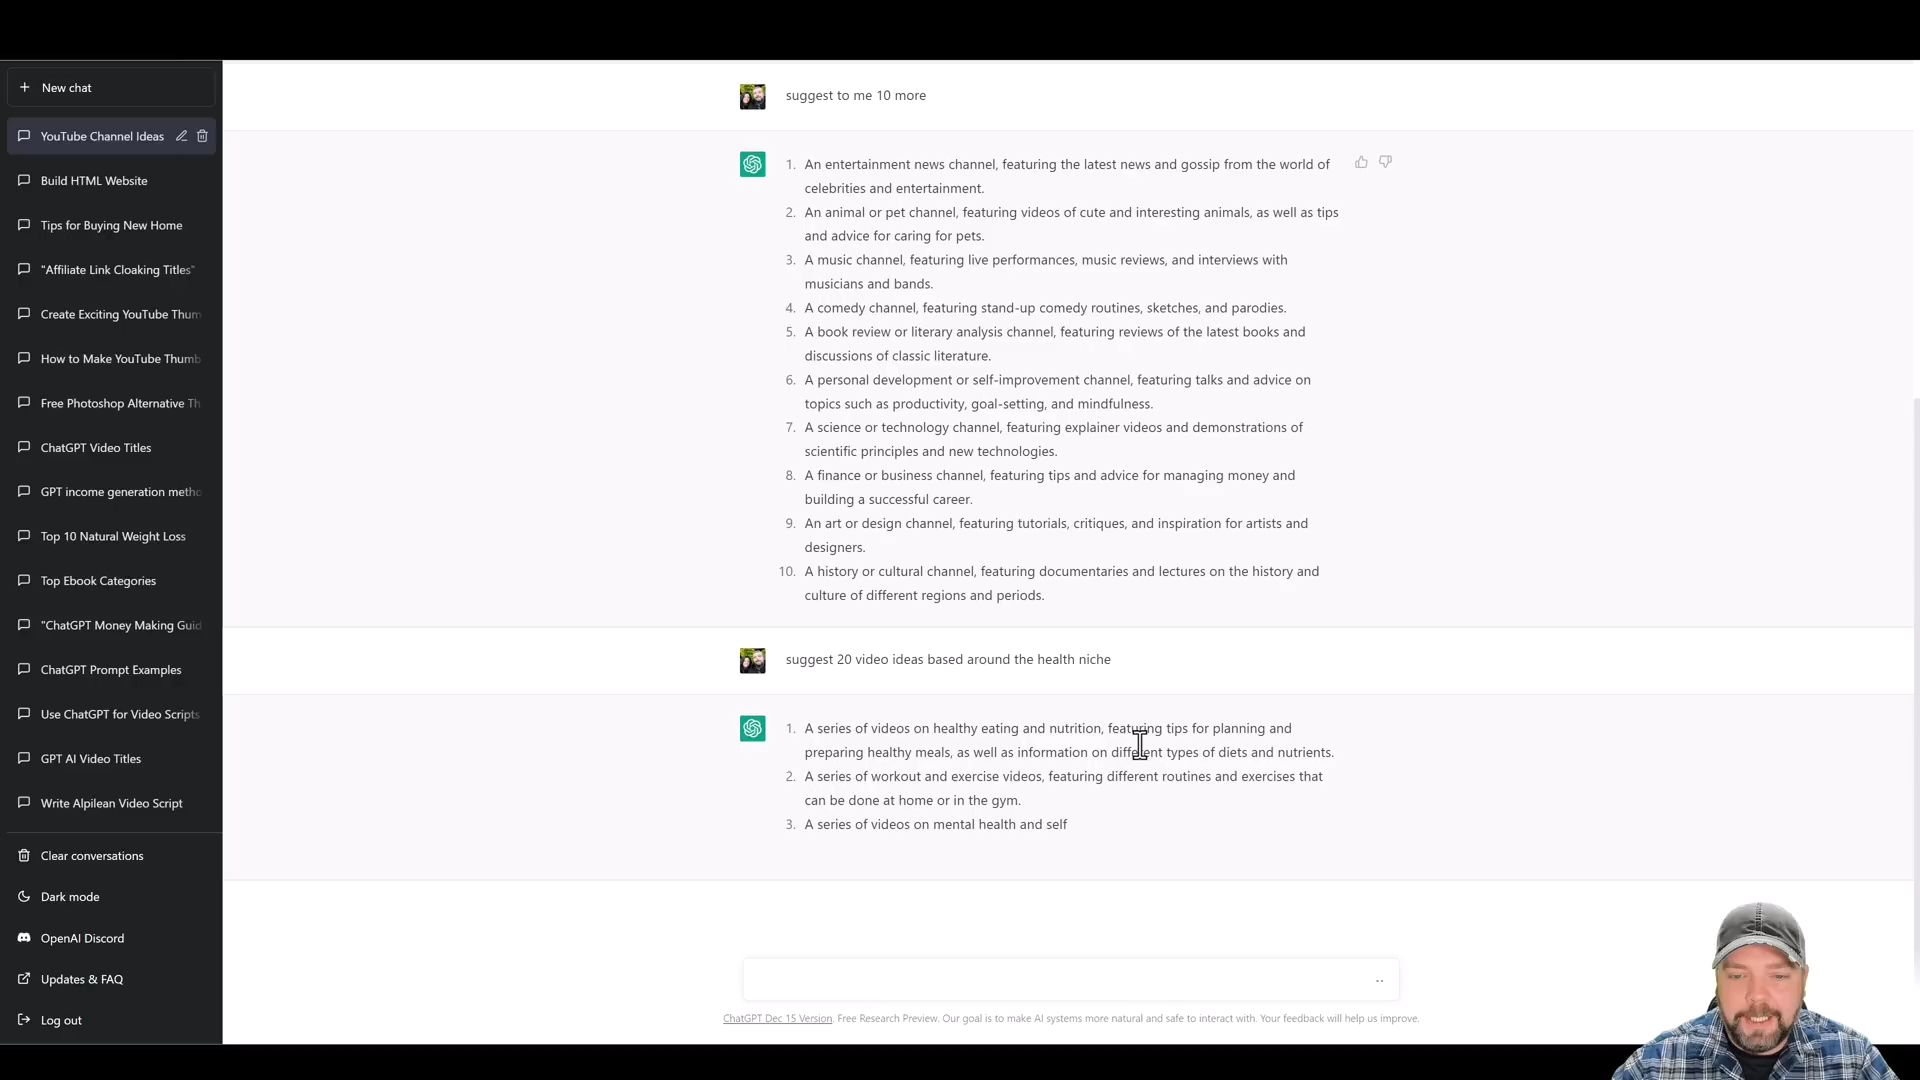 New chat
YouTube Channel Ideas
Build HTML Website
Tips for Buying New Home
"Affiliate Link Cloaking Titles"
Create Exciting YouTube Thum
How to Make YouTube Thumb
Free Photoshop Alternative Th
ChatGPT Video Titles
GPT income generation metho
Top 10 Natural Weight Loss
Top Ebook Categories
"ChatGPT Money Making Guid
ChatGPT Prompt Examples
Use ChatGPT for Video Scripts
GPT AI Video Titles
Write Alpilean Video Script
Clear conversations
Dark mode
OpenAI Discord
Updates & FAQ
Log out
suggest to me 10 more
1. An entertainment news channel, featuring the latest news and gossip from the world of
celebrities and entertainment.
2. An animal or pet channel, featuring videos of cute and interesting animals, as well as tips
and advice for caring for pets.
3. A music channel, featuring live performances, music reviews, and interviews with
musicians and bands.
4. A comedy channel, featuring stand-up comedy routines, sketches, and parodies.
5. A book review or literary analysis channel, featuring reviews of the latest books and
discussions of classic literature.
6. A personal development or self-improvement channel, featuring talks and advice on
topics such as productivity, goal-setting, and mindfulness.
7. A science or technology channel, featuring explainer videos and demonstrations of
scientific principles and new technologies.
8. A finance or business channel, featuring tips and advice for managing money and
building a successful career.
9. An art or design channel, featuring tutorials, critiques, and inspiration for artists and
designers.
10. A history or cultural channel, featuring documentaries and lectures on the history and
culture of different regions and periods.
suggest 20 video ideas based around the health niche
1. A series of videos on healthy eating and nutrition, featuring tips for planning and
preparing healthy meals, as well as information on different types of diets and nutrients.
2. A series of workout and exercise videos, featuring different routines and exercises that
can be done at home or in the gym.
3. A series of videos on mental health and self
ChatGPT Dec 15 Version. Free Research Preview. Our goal is to make AI systems more natural and safe to interact with. Your feedback will help us improve.